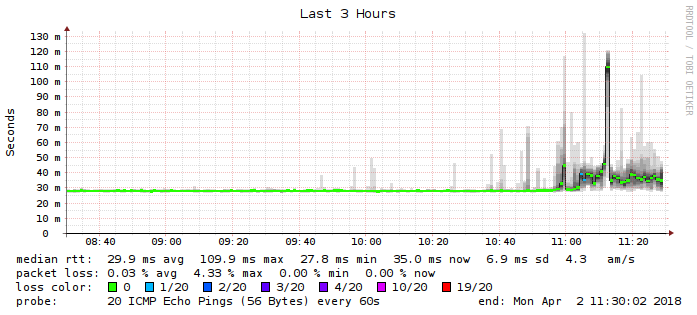 Last 3 Hours
RRDTOOL / TOBI OETIKER
Seconds
130 m
120 m
110 m
100 m
90 m
80 m
70 m
60 m
50 m
40 m
30 m
20 m
10 m
0
08:40 09:00 09:20 09:40 10:00 10:20 10:40 11:00 11:20
median rtt: 29.9 ms avg 109.9 ms max 27.8 ms min 35.0 ms now 6.9 ms sd 4.3 am/s
packet loss: 0.03 % avg 4.33 % max 0.00 % min 0.00 % now
loss color: 0 1/20 2/20 3/20 4/20 10/20 19/20
probe: 20 ICMP Echo Pings (56 Bytes) every 60s end: Mon Apr 2 11:30:02 2018